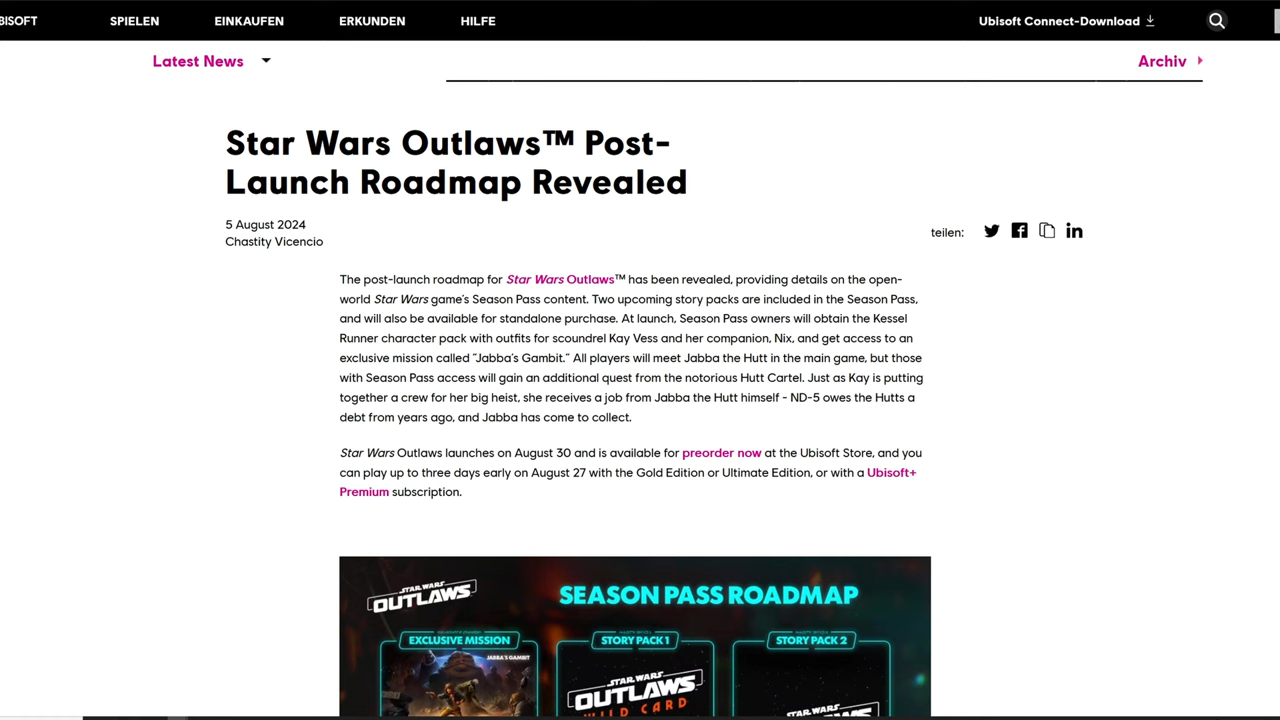 BISOFT SPIELEN EINKAUFEN ERKUNDEN HILFE Ubisoft Connect-Download
Latest News Archiv
Star Wars Outlaws™ Post-
Launch Roadmap Revealed
5 August 2024
Chastity Vicencio
teilen:
The post-launch roadmap for Star Wars Outlaws™ has been revealed, providing details on the open-
world Star Wars game's Season Pass content. Two upcoming story packs are included in the Season Pass,
and will also be available for standalone purchase. At launch, Season Pass owners will obtain the Kessel
Runner character pack with outfits for scoundrel Kay Vess and her companion, Nix, and get access to an
exclusive mission called "Jabba's Gambit." All players will meet Jabba the Hutt in the main game, but those
with Season Pass access will gain an additional quest from the notorious Hutt Cartel. Just as Kay is putting
together a crew for her big heist, she receives a job from Jabba the Hutt himself - ND-5 owes the Hutts a
debt from years ago, and Jabba has come to collect.
Star Wars Outlaws launches on August 30 and is available for preorder now at the Ubisoft Store, and you
can play up to three days early on August 27 with the Gold Edition or Ultimate Edition, or with a Ubisoft+
Premium subscription.
STAR WARS
OUTLAWS
SEASON PASS ROADMAP
EXCLUSIVE MISSION
STORY PACK 1
STORY PACK 2
JABBA'S GAMBIT
STAR WARS
OUTLAWS
WILD CARD
STAR WARS